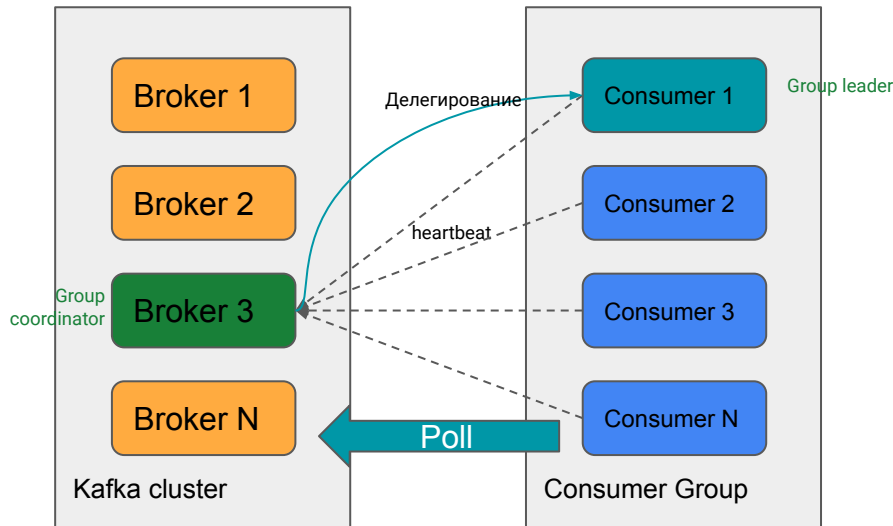 Broker 1
Broker 2
Group
coordinator
Broker 3
Broker N
Kafka cluster
Делегирование
heartbeat
Poll
Consumer 1
Group leader
Consumer 2
Consumer 3
Consumer N
Consumer Group